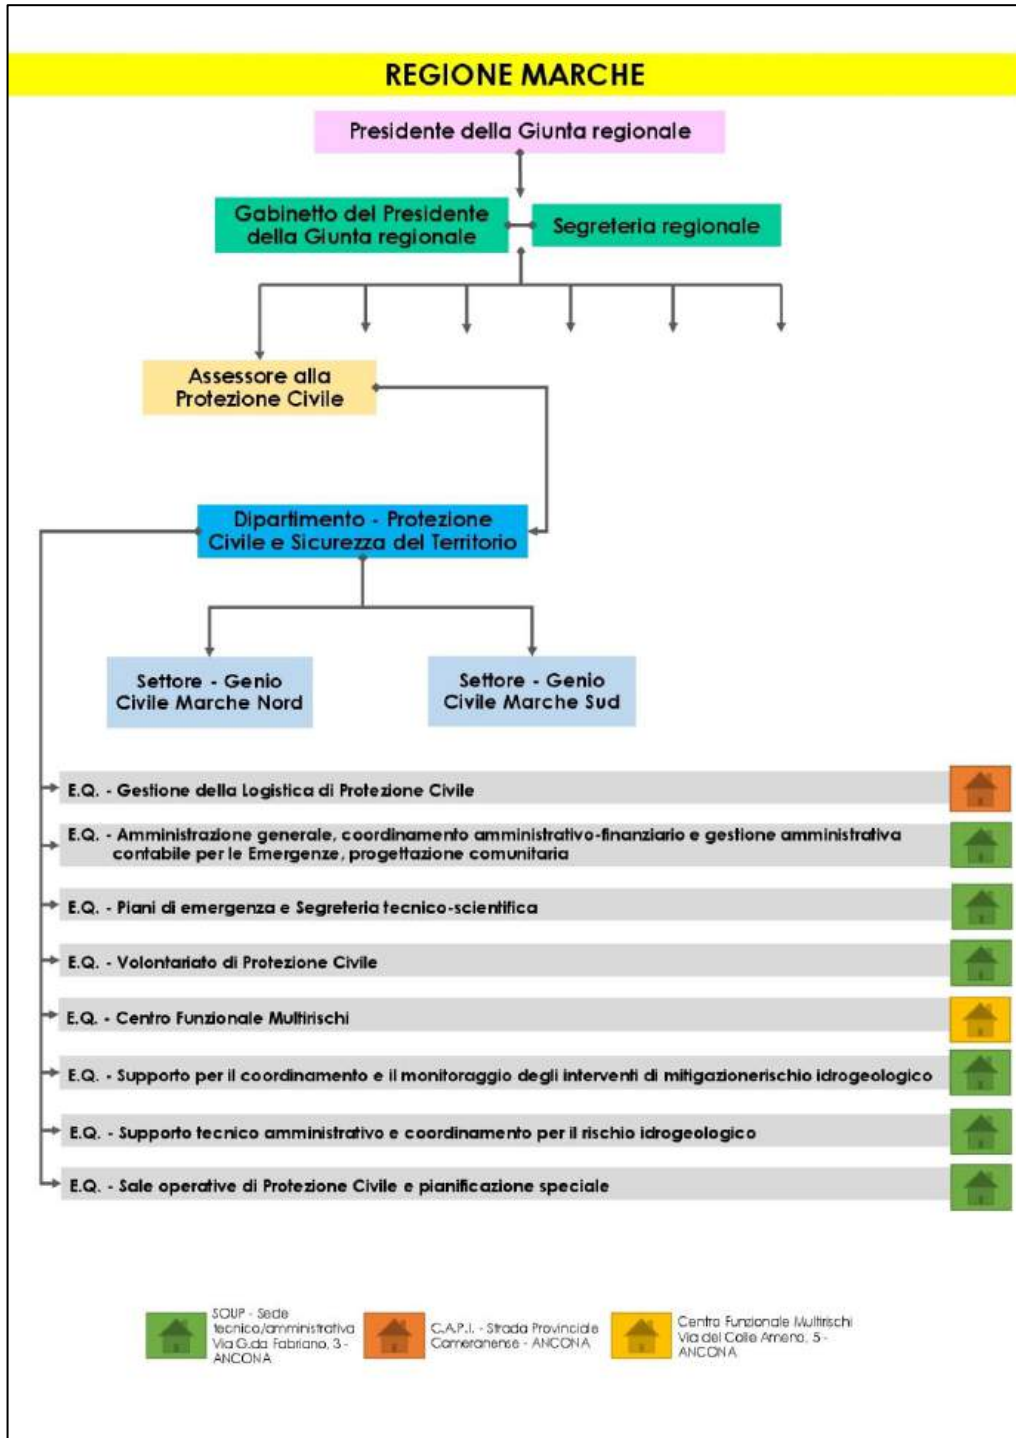 REGIONE MARCHE
Presidente della Giunta regionale
Gabinetto del Presidente
della Giunta regionale
Segreteria regionale
Assessore alla
Protezione Civile
Dipartimento - Protezione
Civile e Sicurezza del Territorio
Settore - Genio
Civile Marche Nord
Settore - Genio
Civile Marche Sud
E.Q. - Gestione della Logistica di Protezione Civile
E.Q. - Amministrazione generale, coordinamento amministrativo-finanziario e gestione amministrativa
contabile per le Emergenze, progettazione comunitaria
E.Q. - Piani di emergenza e Segreteria tecnico-scientifica
E.Q. - Volontariato di Protezione Civile
E.Q. - Centro Funzionale Multirischi
E.Q. - Supporto per il coordinamento e il monitoraggio degli interventi di mitigazionerischio idrogeologico
E.Q. - Supporto tecnico amministrativo e coordinamento per il rischio idrogeologico
E.Q. - Sale operative di Protezione Civile e pianificazione speciale
SOUP - Sede
tecnico/amministrativa
Via G.da Fabriano, 3 -
ANCONA
C.A.P.I. - Strada Provinciale
Cameranense - ANCONA
Centro Funzionale Multirischi
Via del Colle Ameno, 5 -
ANCONA